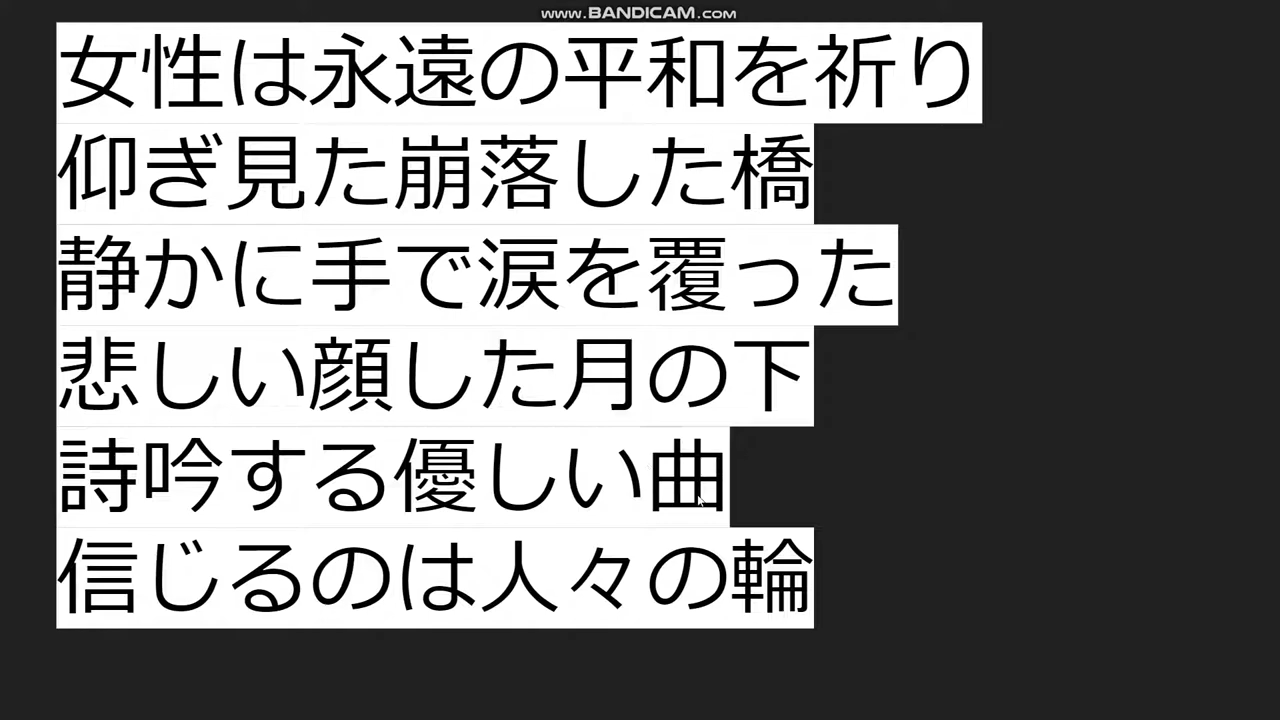 www.BANDICAM.com
女性は永遠の平和を祈り
仰ぎ見た崩落した橋
静かに手で涙を覆った
悲しい顔した月の下
詩吟する優しい曲
信じるのは人々の輪